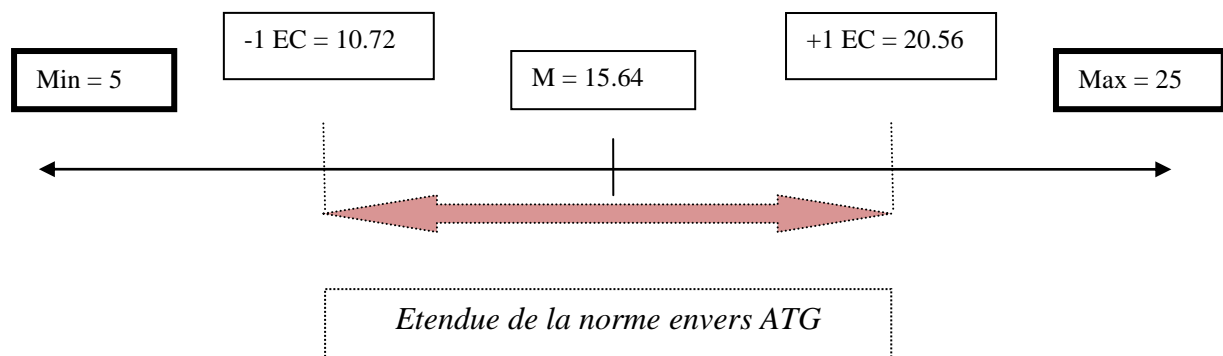 -1 EC = 10.72
+1 EC = 20.56
Min = 5
M = 15.64
Max = 25
Etendue de la norme envers ATG